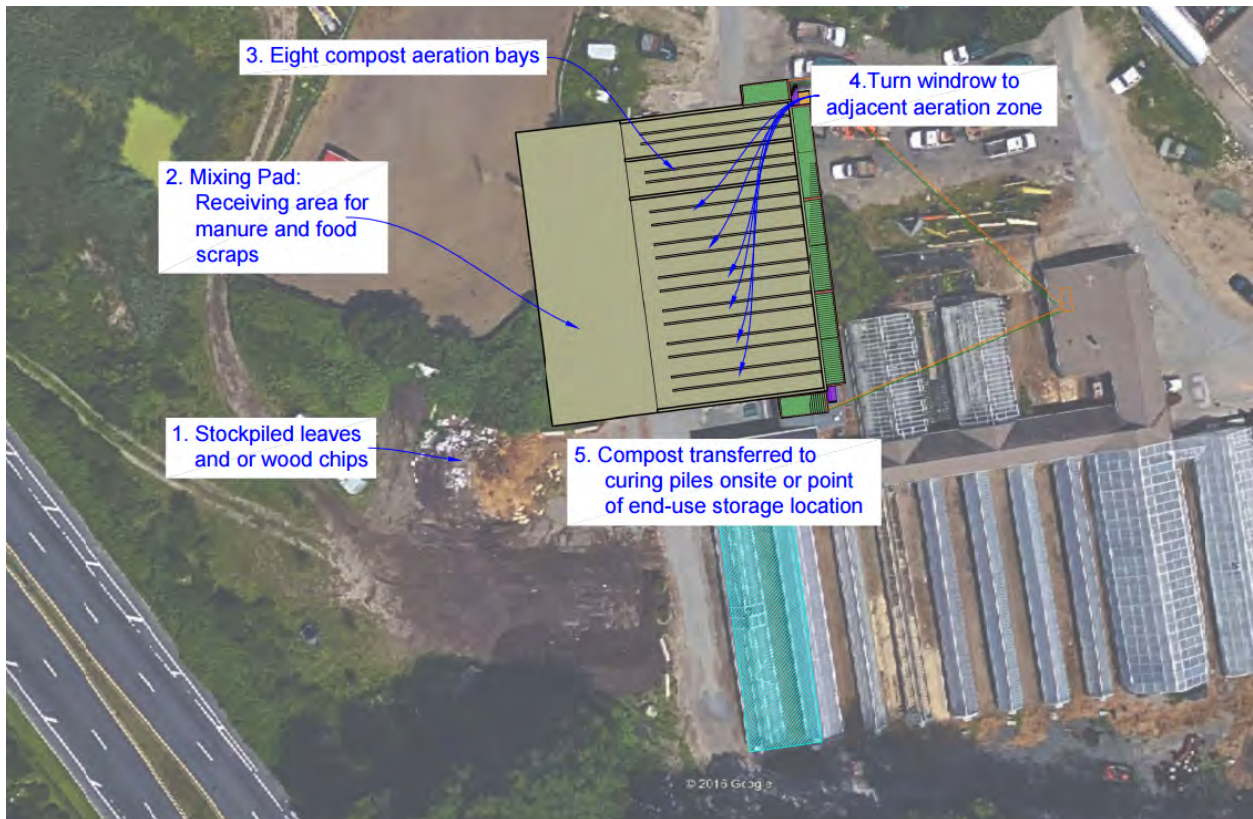 3. Eight compost aeration bays
4.Turn windrow to
adjacent aeration zone
2. Mixing Pad:
Receiving area for
manure and food
scraps
1. Stockpiled leaves
and or wood chips
5. Compost transferred to
curing piles onsite or point
of end-use storage location
© 2016 Google